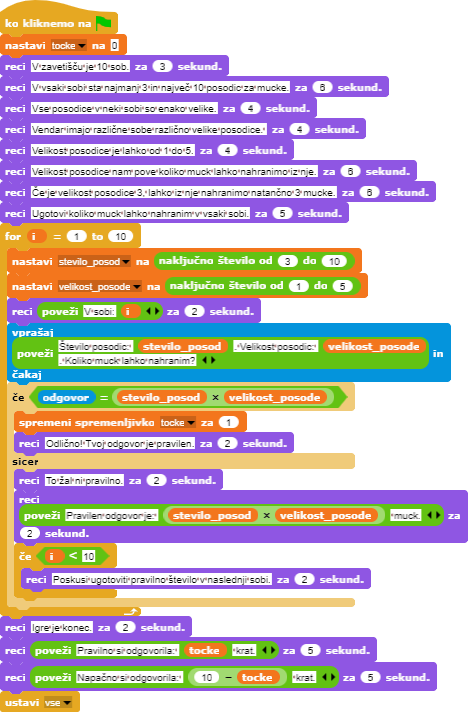 ko kliknemo na
nastavi tocke na 0
reci V zavetišču je 10 sob. za 3 sekund.
reci V vsaki sobi sta najmanj 3 in največ 10 posodic za mucke. za 6 sekund.
reci Vse posodice v neki sobi so enako velike. za 4 sekund.
reci Vendar imajo različne sobe različno velike posodice. za 4 sekund.
reci Velikost posodice je lahko od 1 do 5. za 4 sekund.
reci Velikost posodice nam pove koliko muck lahko nahranimo iz nje. za 6 sekund.
reci Če je velikost posodice 3, lahko iz nje nahranimo natančno 3 mucke. za 6 sekund.
reci Ugotovi koliko muck lahko nahranim v vsaki sobi. za 5 sekund.
for i = 1 to 10
nastavi stevilo_posod na naključno število od 3 do 10
nastavi velikost_posode na naključno število od 1 do 5
reci poveži V sobi: i za 2 sekund.
vprašaj
poveži Število posodic: stevilo_posod . Velikost posodic: velikost_posode
. Koliko muck lahko nahranim? in
čakaj
če odgovor = stevilo_posod × velikost_posode
spremeni spremenljivko tocke za 1
reci Odlično! Tvoj odgovor je pravilen. za 2 sekund.
sicer
reci To žal ni pravilno. za 2 sekund.
reci
poveži Pravilen odgovor je: stevilo_posod × velikost_posode muck. za
2 sekund.
če i < 10
reci Poskusi ugotoviti pravilno število v naslednji sobi. za 2 sekund.
reci Igre je konec. za 2 sekund.
reci poveži Pravilno si odgovorila: tocke krat. za 5 sekund.
reci poveži Napačno si odgovorila: 10 − tocke krat. za 5 sekund.
ustavi vse